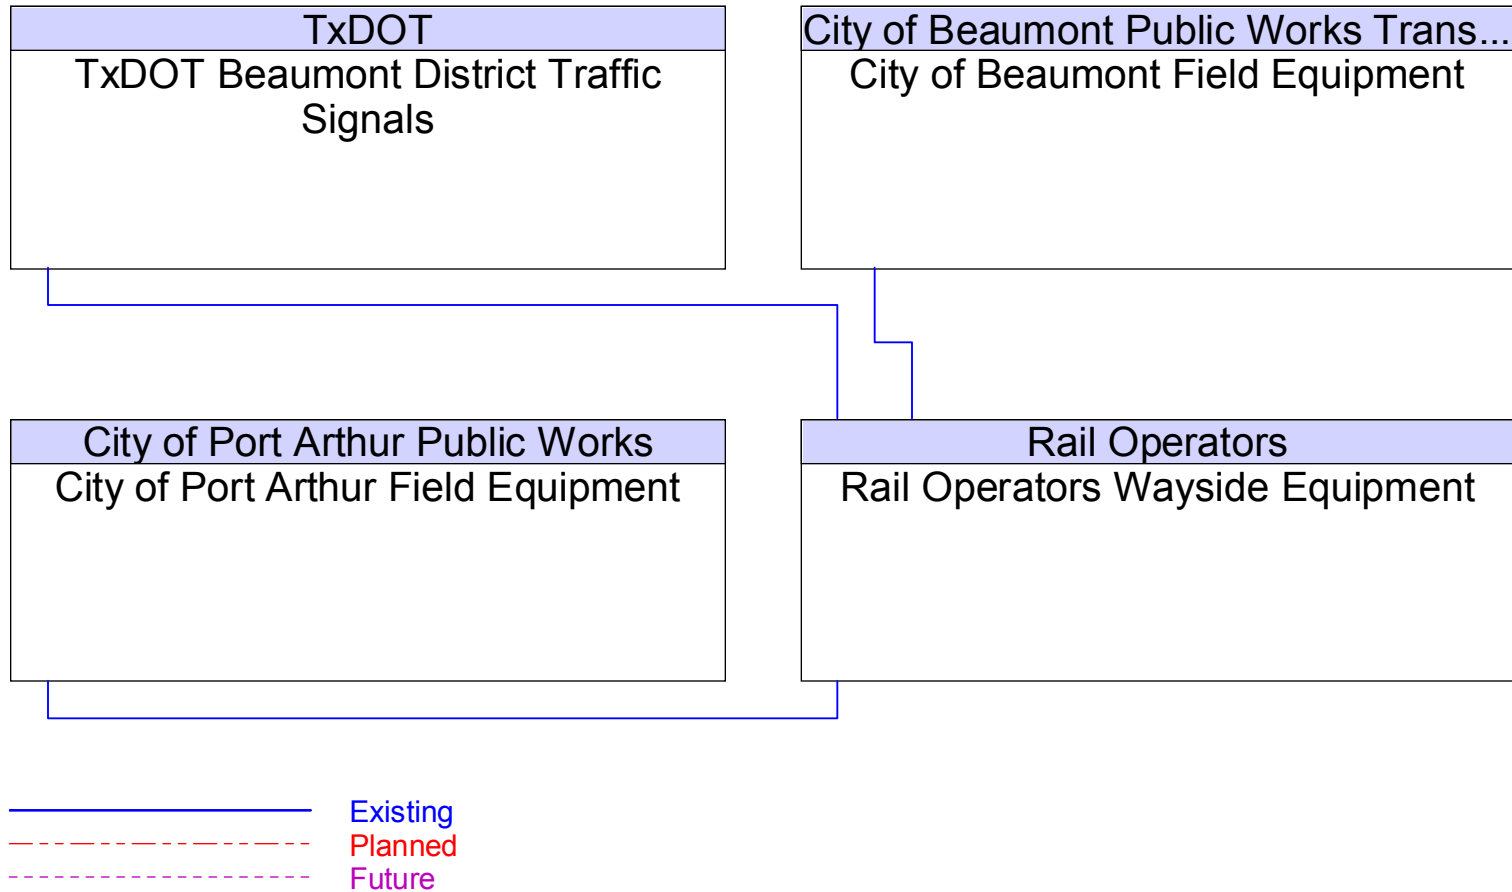 TxDOT
TxDOT Beaumont District Traffic
Signals
City of Beaumont Public Works Trans...
City of Beaumont Field Equipment
City of Port Arthur Public Works
City of Port Arthur Field Equipment
Rail Operators
Rail Operators Wayside Equipment
Existing
Planned
Future